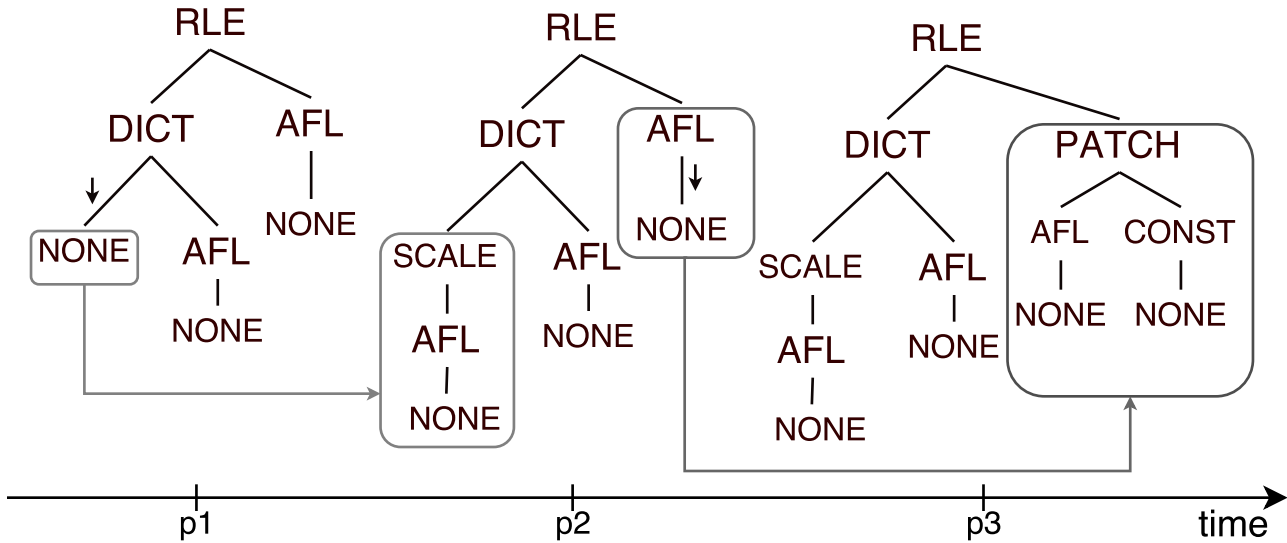 RLE
DICT
AFL
NONE
NONE
AFL
NONE
RLE
DICT
AFL
NONE
SCALE
AFL
AFL
NONE
NONE
RLE
DICT
PATCH
AFL
CONST
SCALE
AFL
NONE
NONE
AFL
NONE
NONE
p1
p2
p3
time